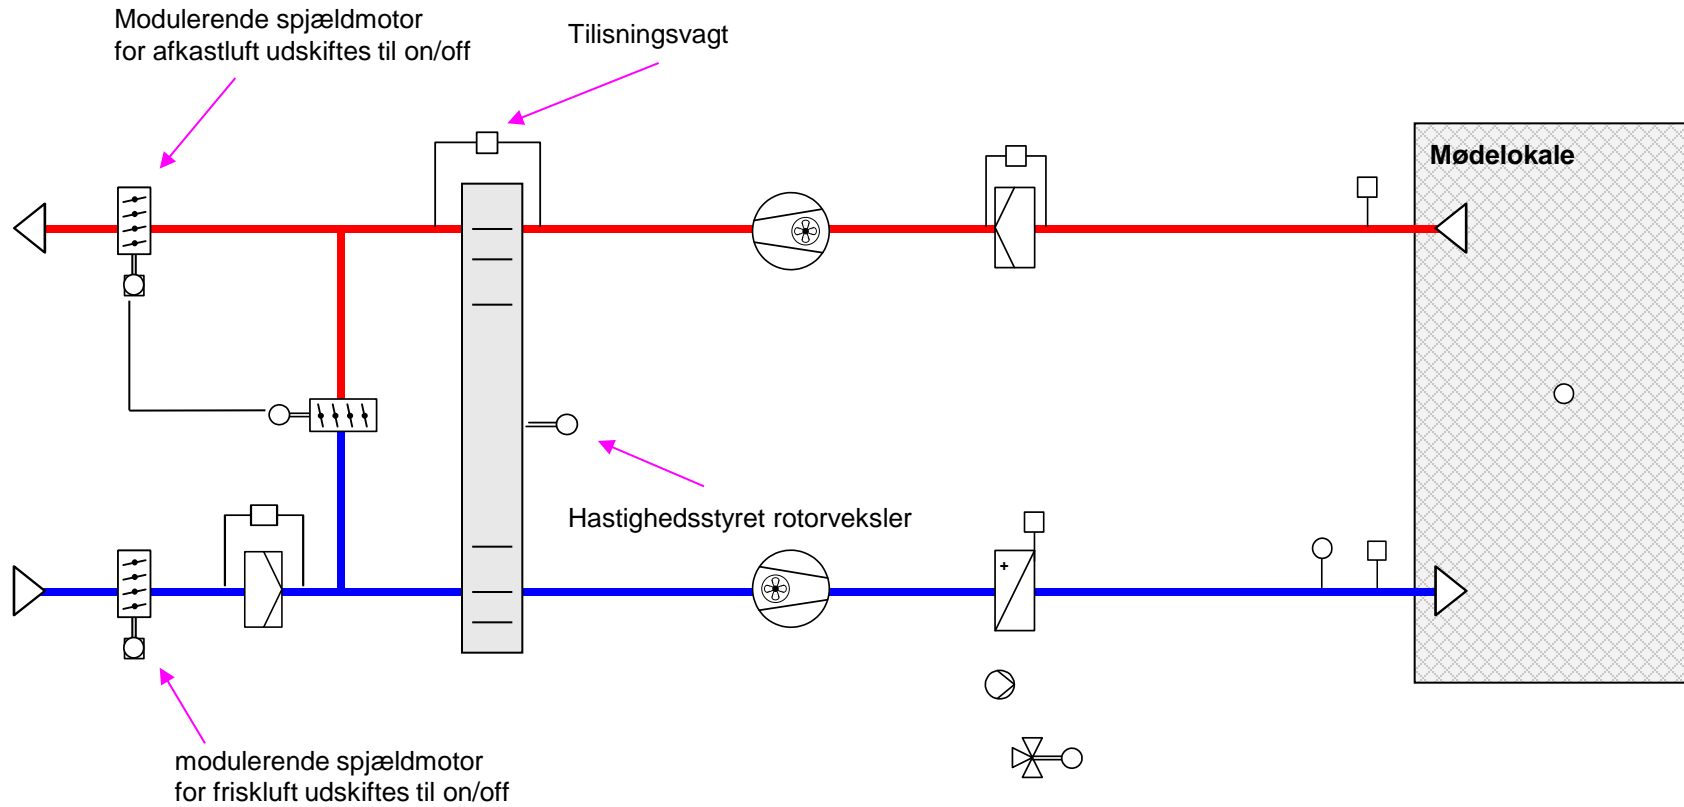 Modulerende spjældmotor
for afkastluft udskiftes til on/off
Tilisningsvagt
Mødelokale
Hastighedsstyret rotorveksler
+
modulerende spjældmotor
for friskluft udskiftes til on/off